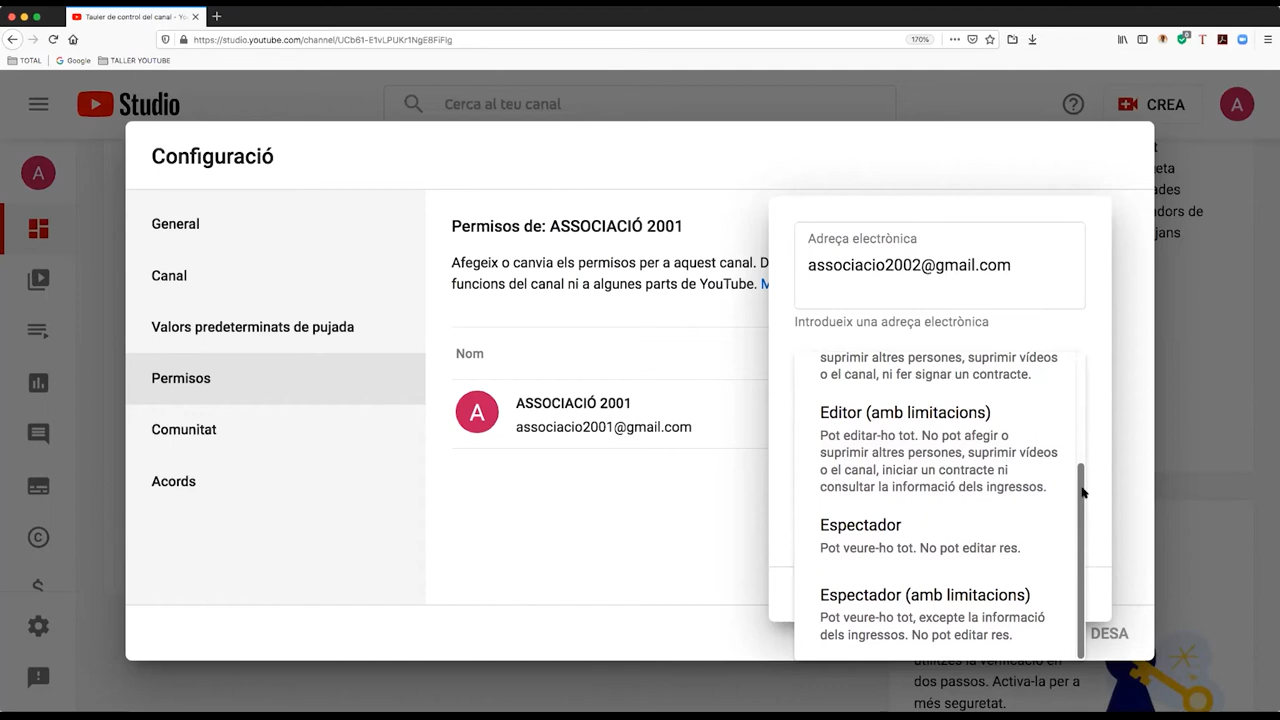 Tauler de control del canal - Yo
https://studio.youtube.com/channel/UCb61-E1vLPUKr1NgE8FiFIg
170%
TOTAL
Google
TALLER YOUTUBE
Studio
Cerca al teu canal
CREA
A
A
Configuració
General
Canal
Valors predeterminats de pujada
Permisos
Comunitat
Acords
Permisos de: ASSOCIACIÓ 2001
Afegeix o canvia els permisos per a aquest canal. D
funcions del canal ni a algunes parts de YouTube. M
Nom
A
ASSOCIACIÓ 2001
associacio2001@gmail.com
Adreça electrònica
associacio2002@gmail.com
Introdueix una adreça electrònica
suprimir altres persones, suprimir vídeos
o el canal, ni fer signar un contracte.
Editor (amb limitacions)
Pot editar-ho tot. No pot afegir o
suprimir altres persones, suprimir vídeos
o el canal, iniciar un contracte ni
consultar la informació dels ingressos.
Espectador
Pot veure-ho tot. No pot editar res.
Espectador (amb limitacions)
Pot veure-ho tot, excepte la informació
dels ingressos. No pot editar res.
DESA
t
eta
ades
adors de
jans
utilitzes la verificació en
dos passos. Activa-la per a
més seguretat.